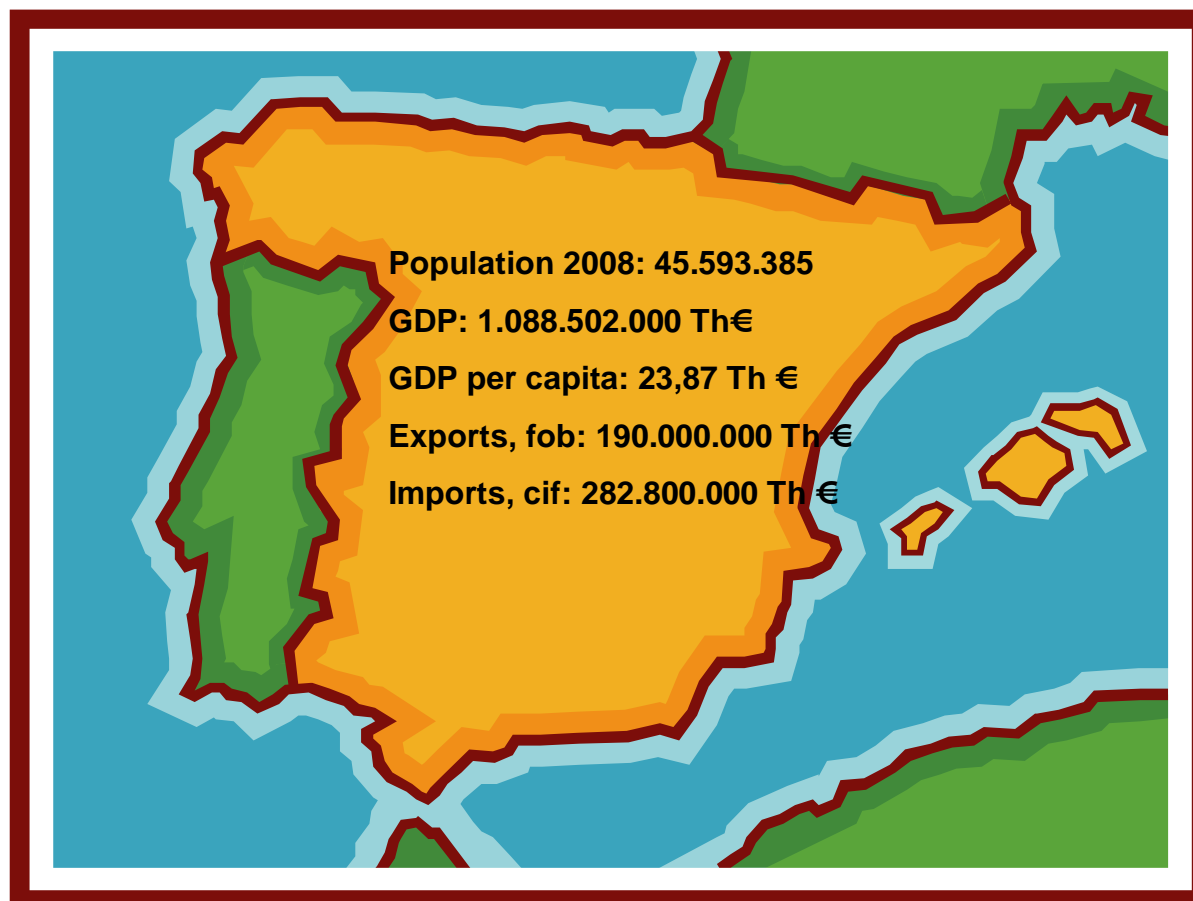 Population 2008: 45.593.385
GDP: 1.088.502.000 Th€
GDP per capita: 23,87 Th €
Exports, fob: 190.000.000 Th €
Imports, cif: 282.800.000 Th €